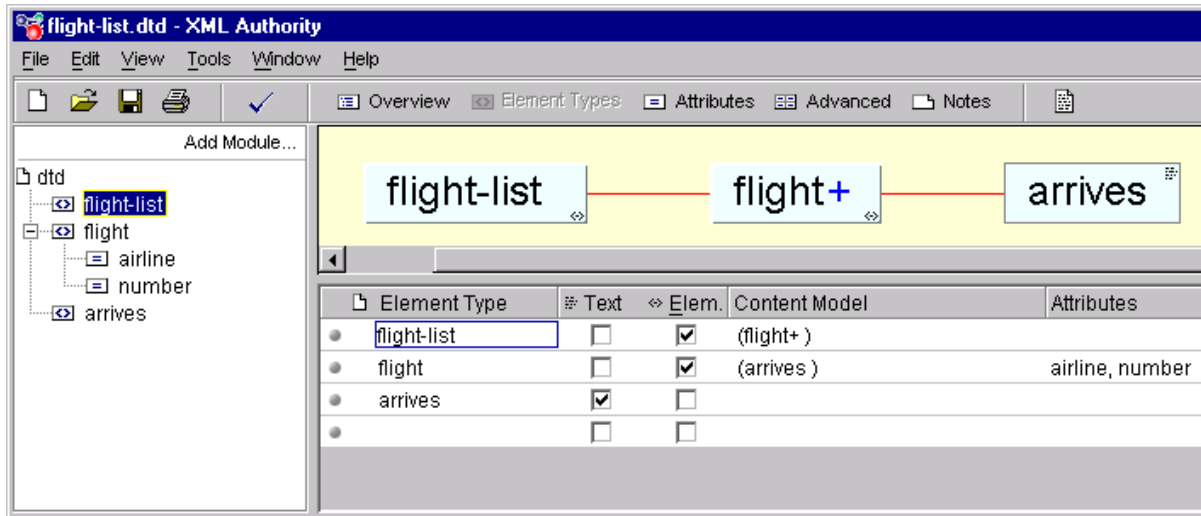 flight-list.dtd - XML Authority
File Edit View Tools Window Help
Overview Element Types Attributes Advanced Notes
Add Module...
dtd
flight-list
flight
airline
number
arrives
flight-list flight+ arrives
Element Type Text Elem. Content Model Attributes
flight-list (flight+ )
flight (arrives ) airline, number
arrives